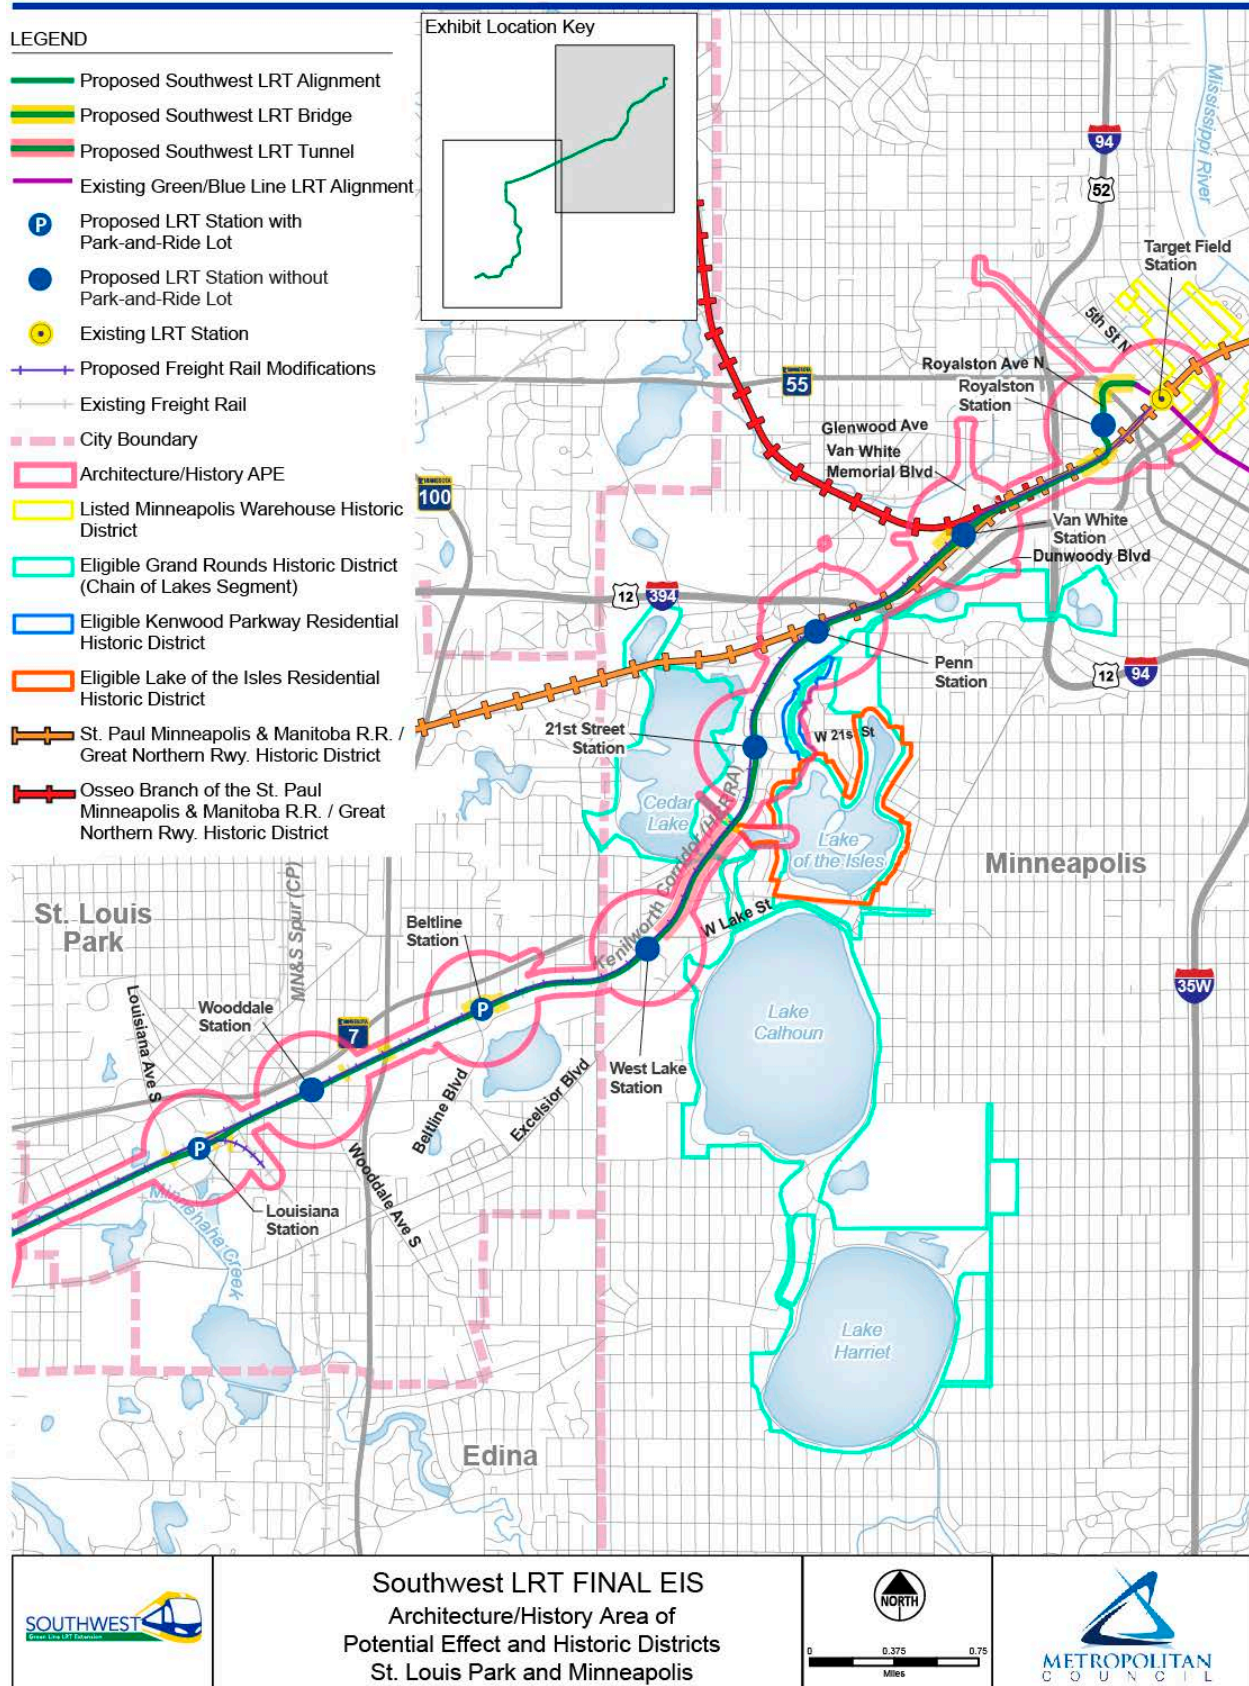 LEGEND
Proposed Southwest LRT Alignment
Proposed Southwest LRT Bridge
Proposed Southwest LRT Tunnel
Existing Green/Blue Line LRT Alignment
P
Proposed LRT Station with
Park-and-Ride Lot
Proposed LRT Station without
Park-and-Ride Lot
Existing LRT Station
Proposed Freight Rail Modifications
Existing Freight Rail
City Boundary
Architecture/History APE
Listed Minneapolis Warehouse Historic
District
Eligible Grand Rounds Historic District
(Chain of Lakes Segment)
Eligible Kenwood Parkway Residential
Historic District
Eligible Lake of the Isles Residential
Historic District
St. Paul Minneapolis & Manitoba R.R. /
Great Northern Rwy. Historic District
Osseo Branch of the St. Paul
Minneapolis & Manitoba R.R. / Great
Northern Rwy. Historic District
Exhibit Location Key
Mississippi River
94
52
Target Field
Station
5th St N
Royalston Ave N
Royalston
Station
55
Glenwood Ave
Van White
Memorial Blvd
100
Van White
Station
Dunwoody Blvd
12
394
Penn
Station
12
94
21st Street
Station
W 21st St
Cedar
Lake
Kenilworth Corridor (HCRRA)
Lake
of the Isles
Minneapolis
St. Louis
Park
MN&S Spur (CP)
Beltline
Station
W Lake St
P
35W
Louisiana Ave S
Wooddale
Station
7
Lake
Calhoun
West Lake
Station
Beltline Blvd
Excelsior Blvd
P
Wooddale Ave S
Minnehaha Creek
Louisiana
Station
Lake
Harriet
Edina
SOUTHWEST
Green Line LRT Extension
Southwest LRT FINAL EIS
Architecture/History Area of
Potential Effect and Historic Districts
St. Louis Park and Minneapolis
NORTH
0 0.375 0.75
Miles
METROPOLITAN
COUNCIL